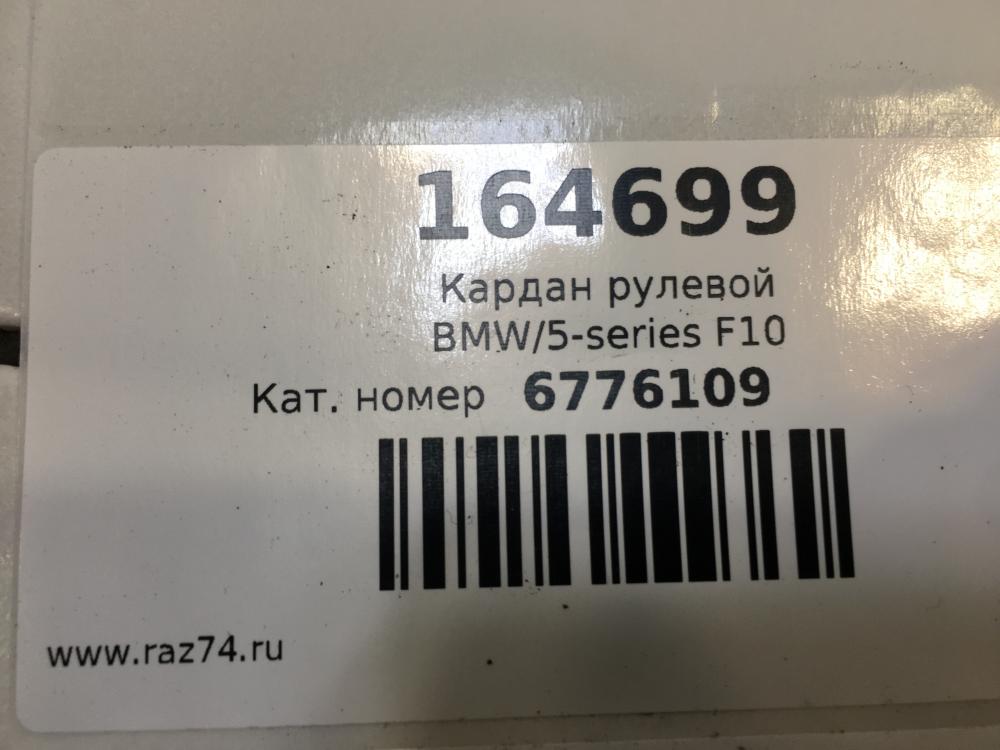 164699
Кардан рулевой
BMW/5-series F10
Кат. номер 6776109
www.raz74.ru